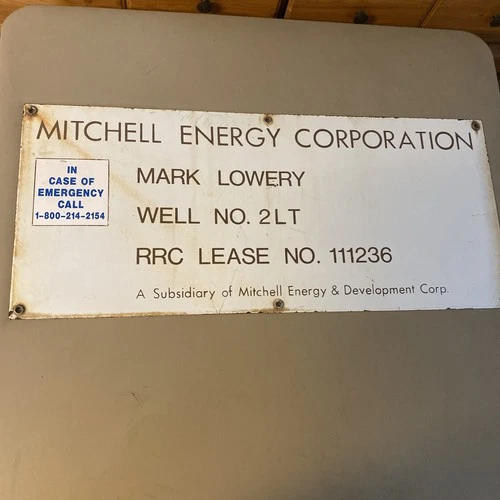 MITCHELL ENERGY CORPORATION
IN
CASE OF
EMERGENCY
CALL
1-800-214-2154
MARK LOWERY
WELL NO. 2LT
RRC LEASE NO. 111236
A Subsidiary of Mitchell Energy & Development Corp.